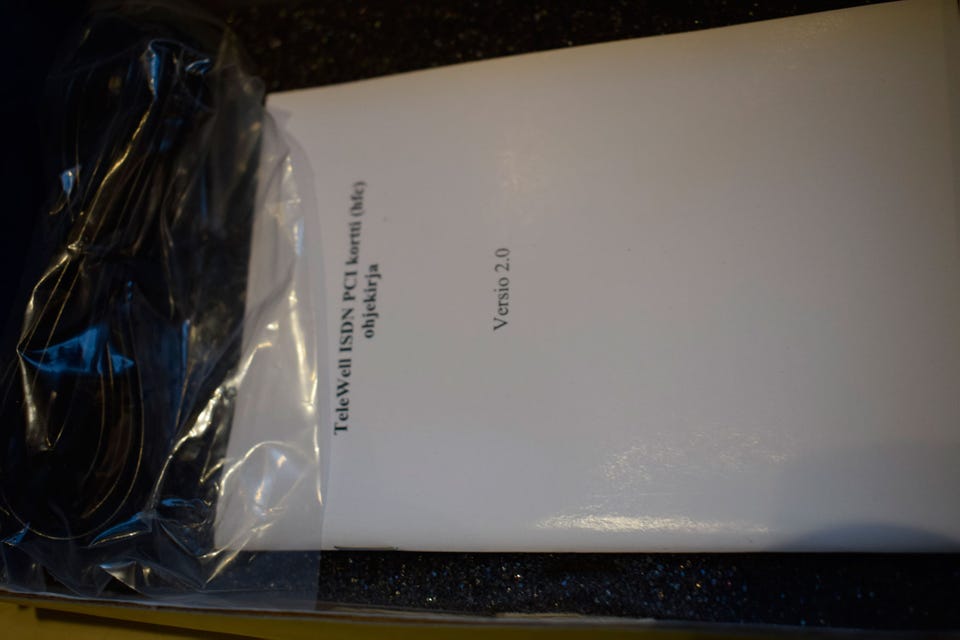 TeleWell ISDN PCI kortti (hfc)
ohjekirja
Versio 2.0